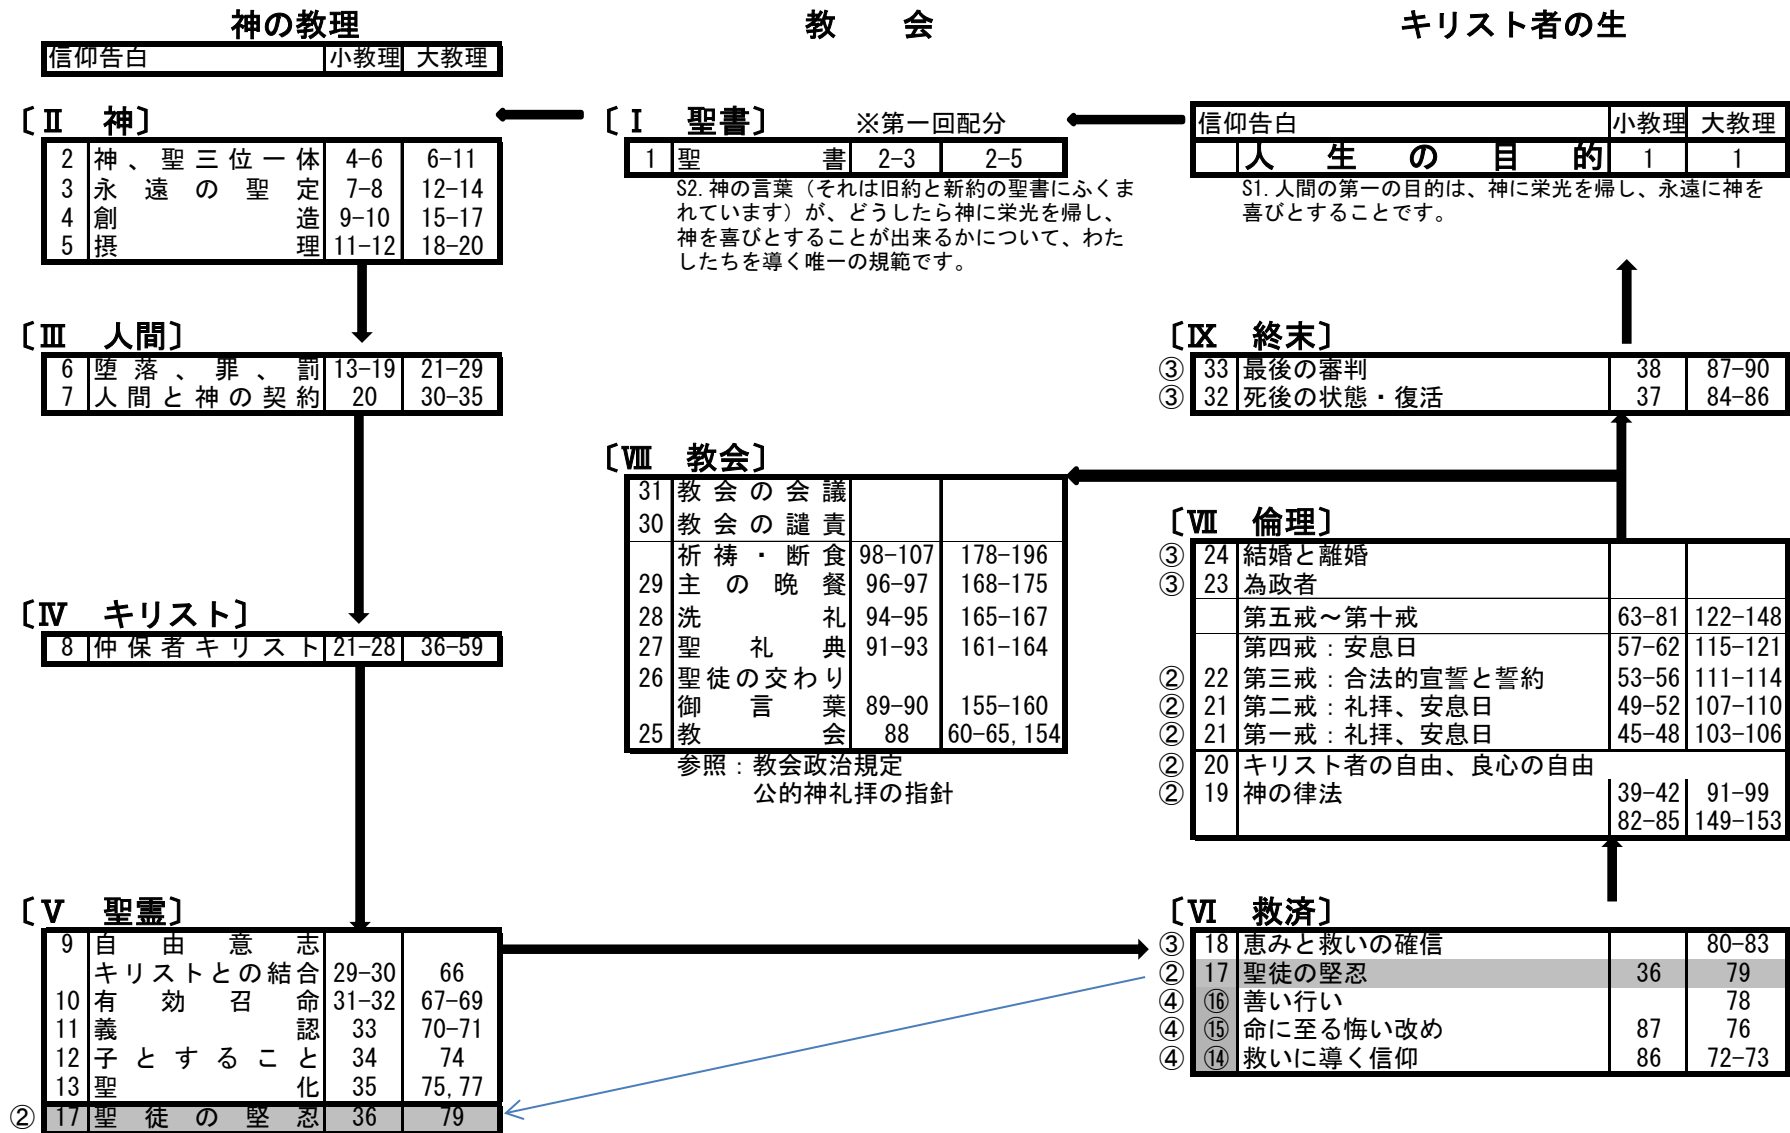 神の教理
信仰告白 小教理 大教理
〔Ⅱ 神〕
2 神、聖三位一体 4−6 6−11
3 永遠の聖定 7−8 12−14
4 創造 9−10 15−17
5 摂理 11−12 18−20
〔Ⅲ 人間〕
6 堕落、罪、罰 13−19 21−29
7 人間と神の契約 20 30−35
〔Ⅳ キリスト〕
8 仲保者キリスト 21−28 36−59
〔Ⅴ 聖霊〕
9 自由意志
キリストとの結合 29−30 66
10 有効召命 31−32 67−69
11 義認 33 70−71
12 子とすること 34 74
13 聖化 35 75,77
② 17 聖徒の堅忍 36 79
教会
〔Ⅰ 聖書〕 ※第一回配分
1 聖書 2−3 2−5
S2.神の言葉（それは旧約と新約の聖書にふくま
れています）が、どうしたら神に栄光を帰し、
神を喜びとすることが出来るかについて、わた
したちを導く唯一の規範です。
〔Ⅷ 教会〕
31 教会の会議
30 教会の譴責
祈祷・断食 98−107 178−196
29 主の晩餐 96−97 168−175
28 洗礼 94−95 165−167
27 聖礼典 91−93 161−164
26 聖徒の交わり
御言葉 89−90 155−160
25 教会 88 60−65,154
参照：教会政治規定
公的神礼拝の指針
キリスト者の生
信仰告白 小教理 大教理
人生の目的 1 1
S1.人間の第一の目的は、神に栄光を帰し、永遠に神を
喜びとすることです。
〔Ⅸ 終末〕
③ 33 最後の審判 38 87−90
③ 32 死後の状態・復活 37 84−86
〔Ⅶ 倫理〕
③ 24 結婚と離婚
③ 23 為政者
第五戒～第十戒 63−81 122−148
第四戒：安息日 57−62 115−121
② 22 第三戒：合法的宣誓と誓約 53−56 111−114
② 21 第二戒：礼拝、安息日 49−52 107−110
② 21 第一戒：礼拝、安息日 45−48 103−106
② 20 キリスト者の自由、良心の自由
② 19 神の律法 39−42 91−99
82−85 149−153
〔Ⅵ 救済〕
③ 18 恵みと救いの確信 80−83
② 17 聖徒の堅忍 36 79
④ ⑯ 善い行い 78
④ ⑮ 命に至る悔い改め 87 76
④ ⑭ 救いに導く信仰 86 72−73